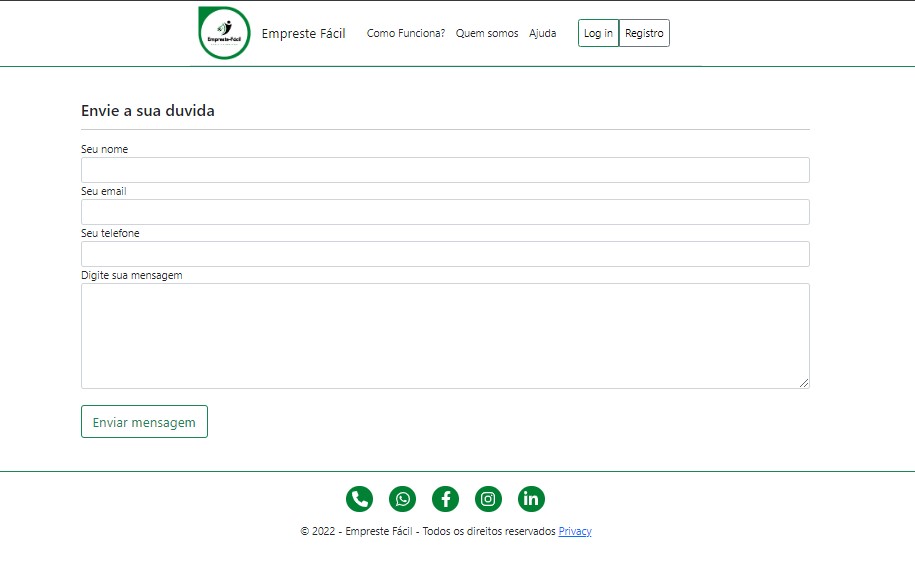 Empreste-Fácil
Empreste Fácil Como Funciona? Quem somos Ajuda Log in Registro
Envie a sua duvida
Seu nome
Seu email
Seu telefone
Digite sua mensagem
Enviar mensagem
© 2022 - Empreste Fácil - Todos os direitos reservados Privacy